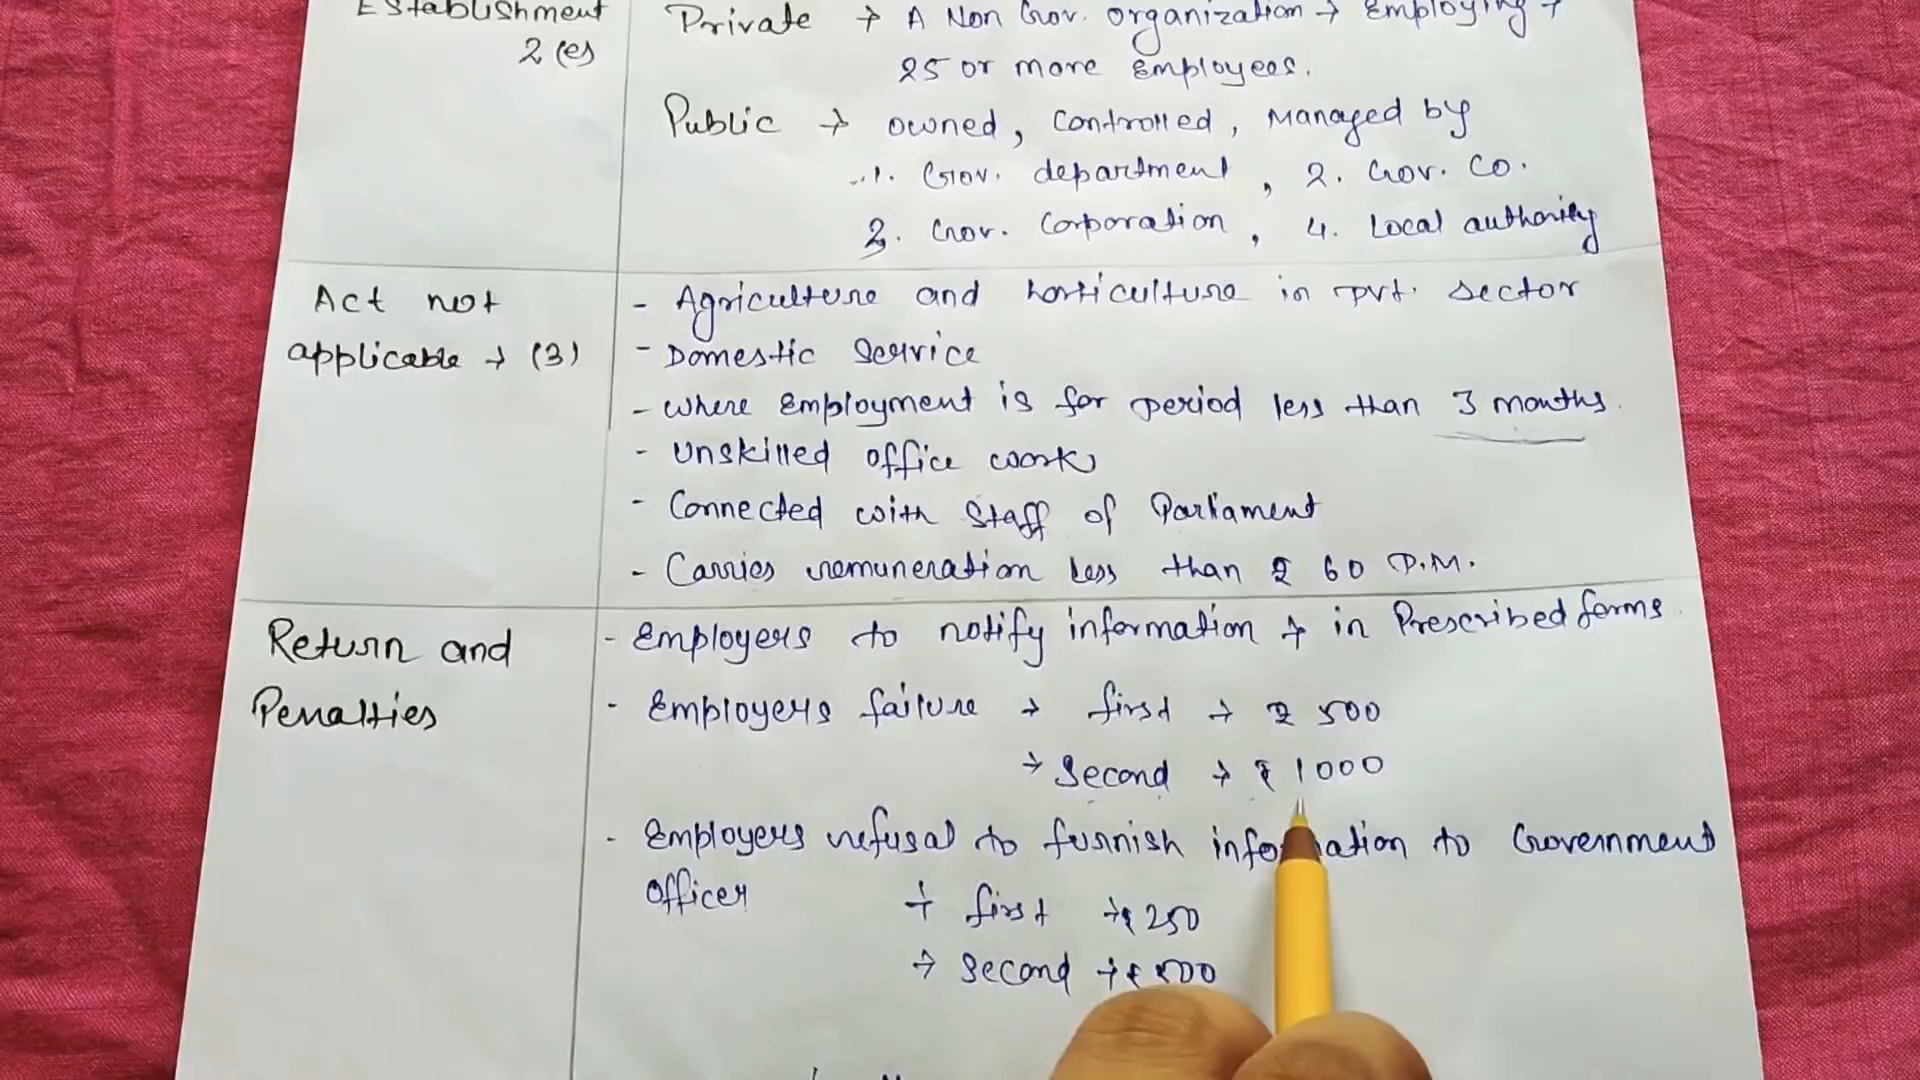 Establishment Private → A Non Gov. organization → Employing →
2(e) 25 or more Employees.
Public → owned, controlled, Managed by
1. Gov. department, 2. Gov. Co.
3. Gov. Corporation, 4. Local authority
Act not - Agriculture and horticulture in pvt. sector
applicable → (3) - Domestic Service
- Where Employment is for period less than 3 months.
- Unskilled office work
- Connected with Staff of Parliament
- Carries remuneration less than ₹ 60 P.M.
Return and - Employers to notify information → in Prescribed forms
Penalties - Employers failure → first → ₹ 500
→ Second → ₹ 1000
- Employers refusal to furnish information to Government
Officer → first → ₹ 250
→ Second → ₹ 500